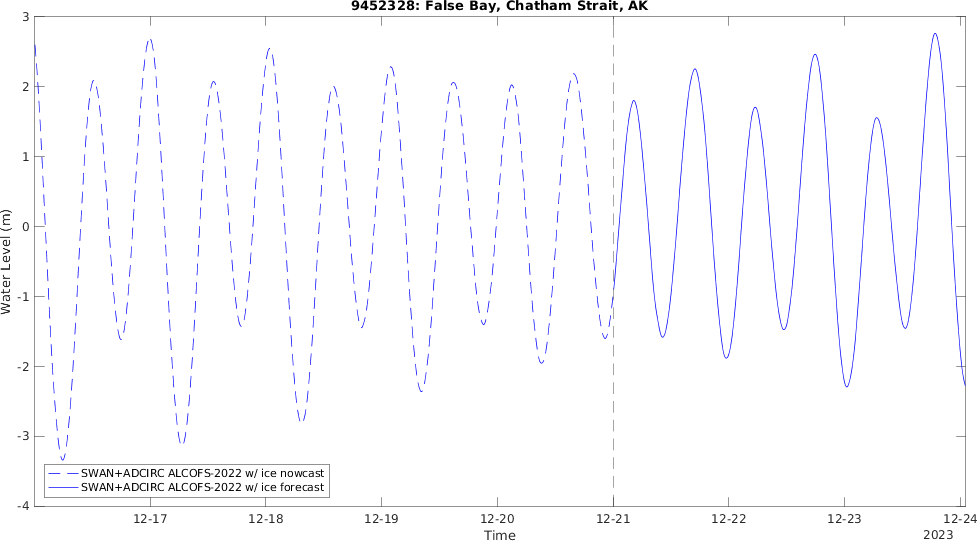 9452328: False Bay, Chatham Strait, AK
3
2
1
0
-1
-2
-3
-4
Water Level (m)
SWAN+ADCIRC ALCOFS-2022 w/ ice nowcast
SWAN+ADCIRC ALCOFS-2022 w/ ice forecast
12-17 12-18 12-19 12-20 12-21 12-22 12-23 12-24
Time
2023